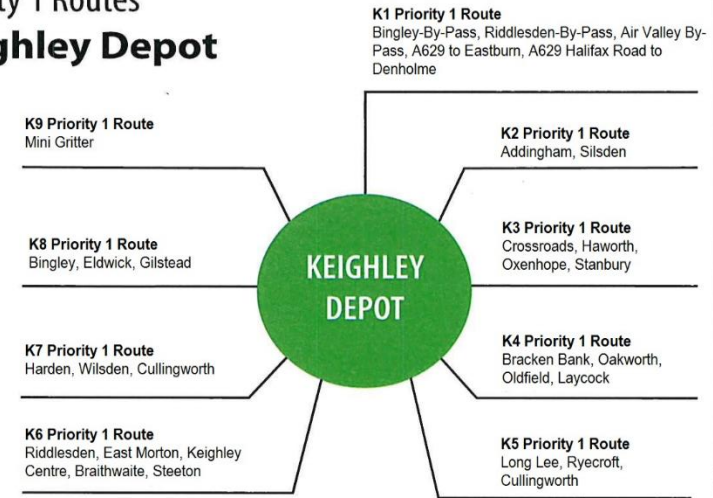 ty 1 Routes
ghley Depot
K1 Priority 1 Route
Bingley-By-Pass, Riddlesden-By-Pass, Air Valley By-
Pass, A629 to Eastburn, A629 Halifax Road to
Denholme
K9 Priority 1 Route
Mini Gritter
K2 Priority 1 Route
Addingham, Silsden
K8 Priority 1 Route
Bingley, Eldwick, Gilstead
KEIGHLEY
DEPOT
K3 Priority 1 Route
Crossroads, Haworth,
Oxenhope, Stanbury
K7 Priority 1 Route
Harden, Wilsden, Cullingworth
K4 Priority 1 Route
Bracken Bank, Oakworth,
Oldfield, Laycock
K6 Priority 1 Route
Riddlesden, East Morton, Keighley
Centre, Braithwaite, Steeton
K5 Priority 1 Route
Long Lee, Ryecroft,
Cullingworth